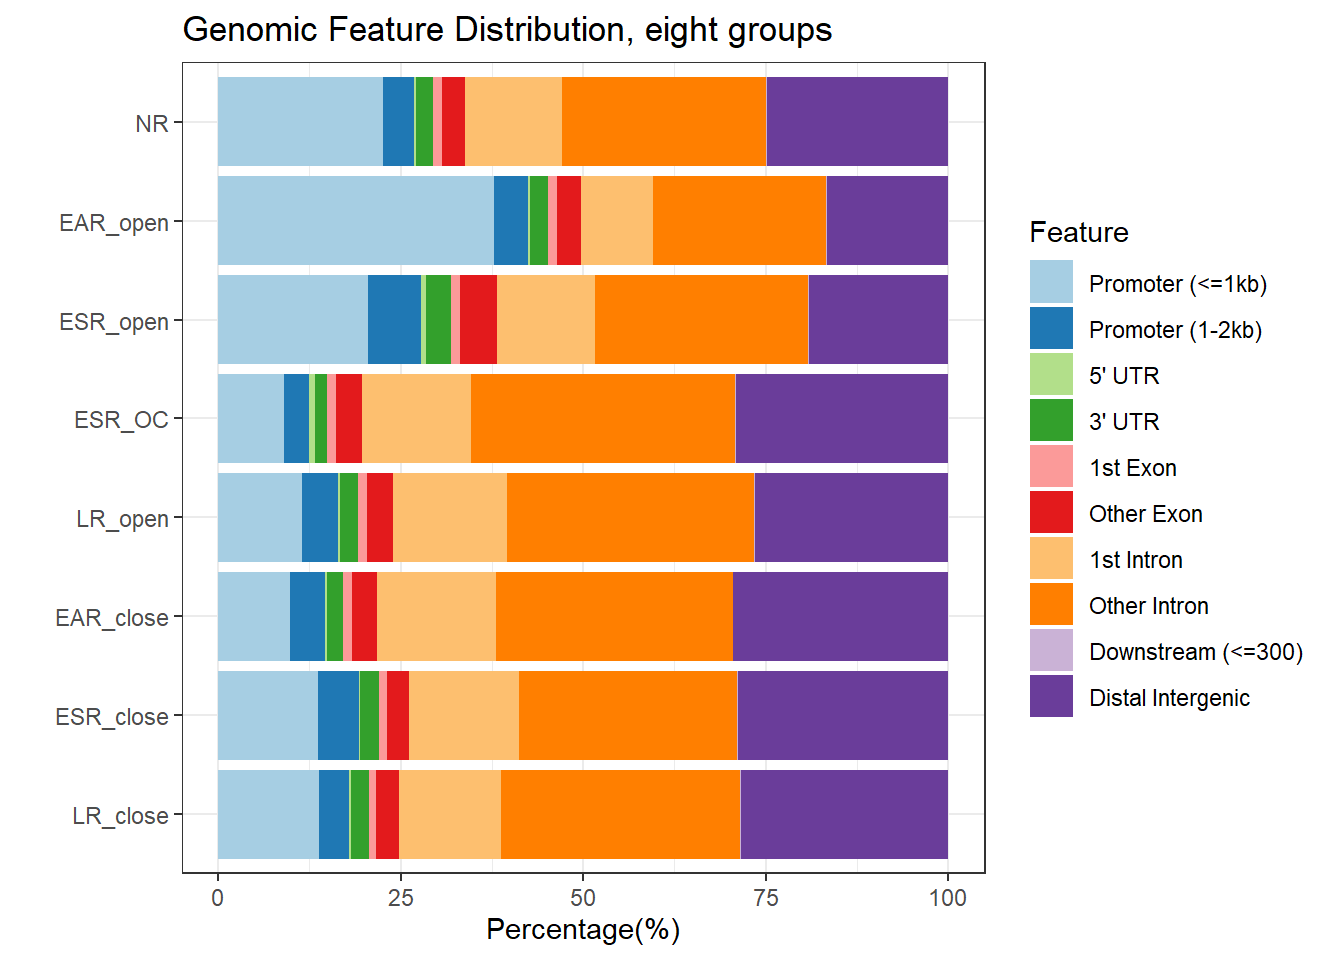 Genomic Feature Distribution, eight groups
NR
EAR_open
ESR_open
ESR_OC
LR_open
EAR_close
ESR_close
LR_close
0 25 50 75 100
Percentage(%)
Feature
Promoter (<=1kb)
Promoter (1-2kb)
5' UTR
3' UTR
1st Exon
Other Exon
1st Intron
Other Intron
Downstream (<=300)
Distal Intergenic